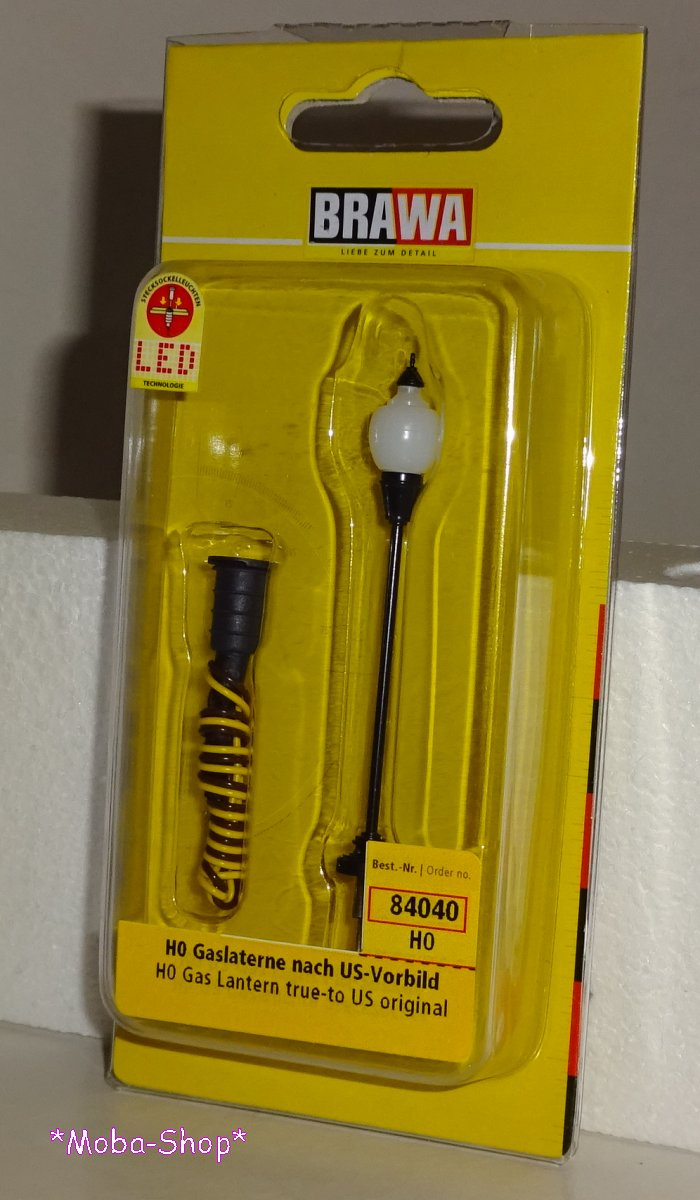 BRAWA
LIEBE ZUM DETAIL
STECKSOCKELLEUCHTEN
LED
TECHNOLOGIE
Best.-Nr. | Order no.
84040
H0
H0 Gaslaterne nach US-Vorbild
H0 Gas Lantern true-to US original
*Moba-Shop*